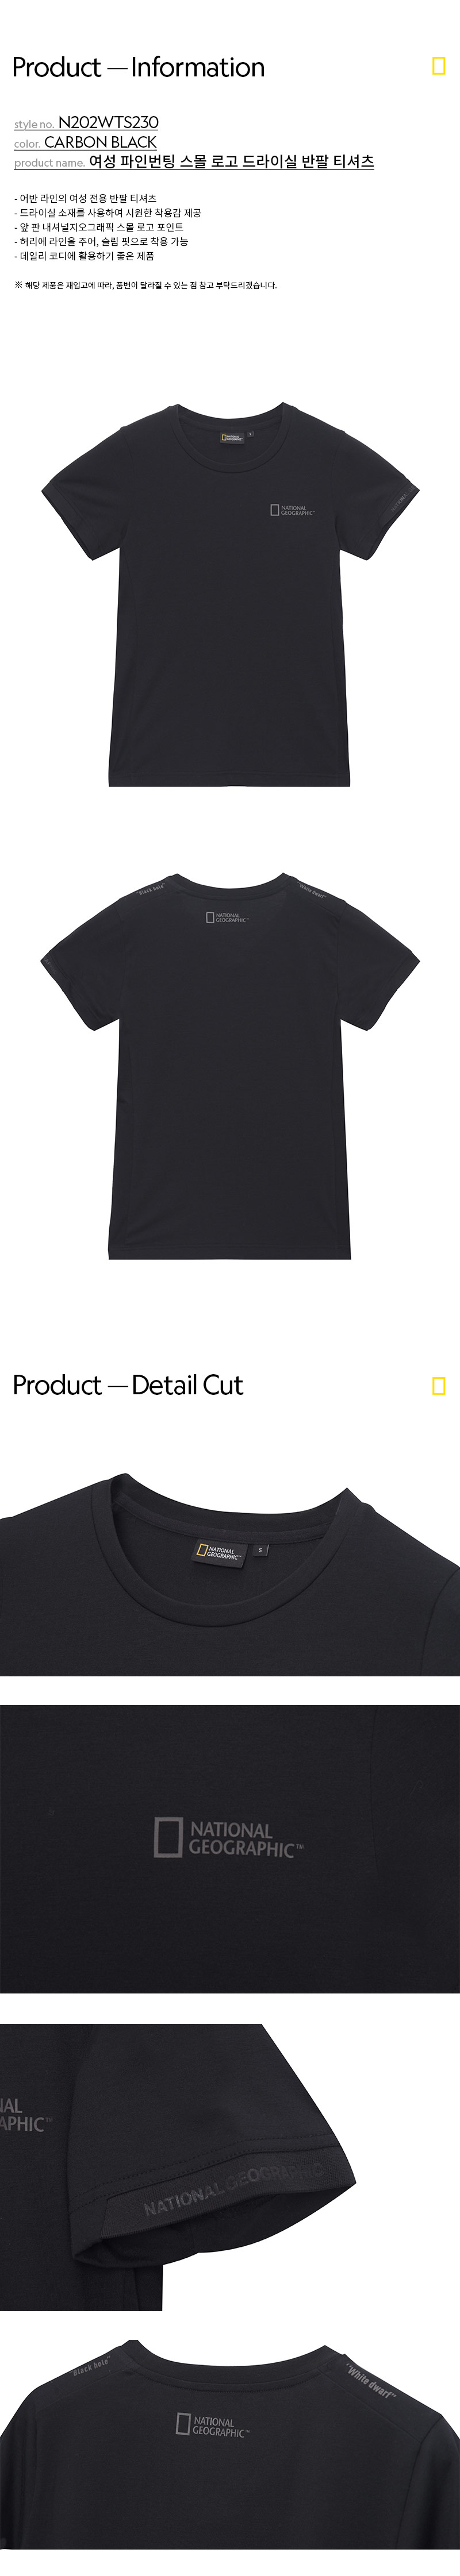 Product — Information
style no. N202WTS230
color. CARBON BLACK
product name. 여성 파인번팅 스몰 로고 드라이실 반팔 티셔츠
- 어반 라인의 여성 전용 반팔 티셔츠
- 드라이실 소재를 사용하여 시원한 착용감 제공
- 앞 판 내셔널지오그래픽 스몰 로고 포인트
- 허리에 라인을 주어, 슬림 핏으로 착용 가능
- 데일리 코디에 활용하기 좋은 제품
※ 해당 제품은 재입고에 따라, 품번이 달라질 수 있는 점 참고 부탁드리겠습니다.
NATIONAL
GEOGRAPHIC
NATIONAL
GEOGRAPHIC™
"Black hole"
"White dwarf"
NATIONAL
GEOGRAPHIC™
Product — Detail Cut
NATIONAL
GEOGRAPHIC™
S
NATIONAL
GEOGRAPHIC™
NAL
RAPHIC™
NATIONAL GEOGRAPHIC
Black hole"
"White dwarf"
NATIONAL
GEOGRAPHIC™